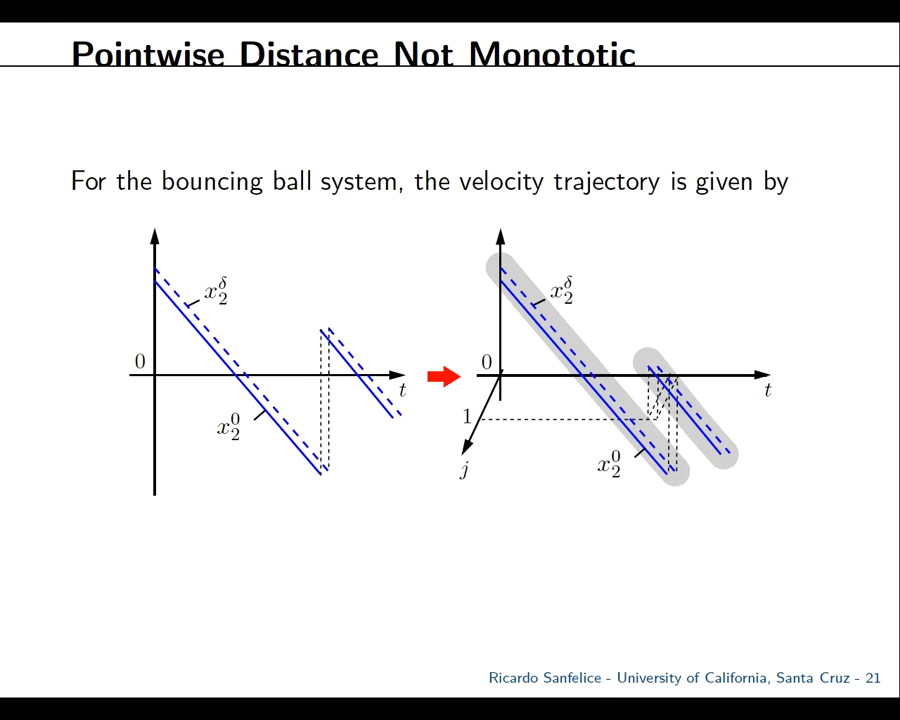 Pointwise Distance Not Monototic
For the bouncing ball system, the velocity trajectory is given by
x_2^δ
0
t
x_2^0
x_2^δ
0
t
1
x_2^0
j
Ricardo Sanfelice - University of California, Santa Cruz - 21